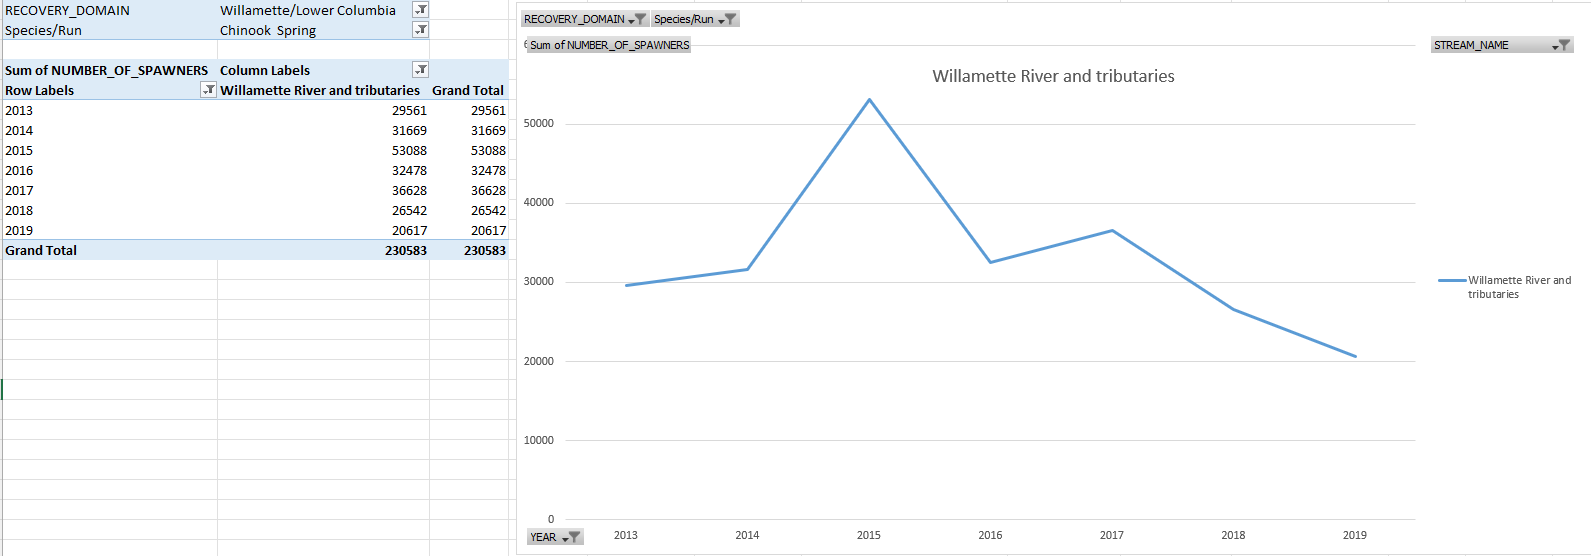 RECOVERY_DOMAIN Willamette/Lower Columbia
Species/Run Chinook Spring
Sum of NUMBER_OF_SPAWNERS Column Labels
Row Labels Willamette River and tributaries Grand Total
2013 29561 29561
2014 31669 31669
2015 53088 53088
2016 32478 32478
2017 36628 36628
2018 26542 26542
2019 20617 20617
Grand Total 230583 230583
RECOVERY_DOMAIN Species/Run
Sum of NUMBER_OF_SPAWNERS
STREAM_NAME
Willamette River and tributaries
50000
40000
30000
20000
10000
0
Willamette River and
tributaries
YEAR 2013 2014 2015 2016 2017 2018 2019